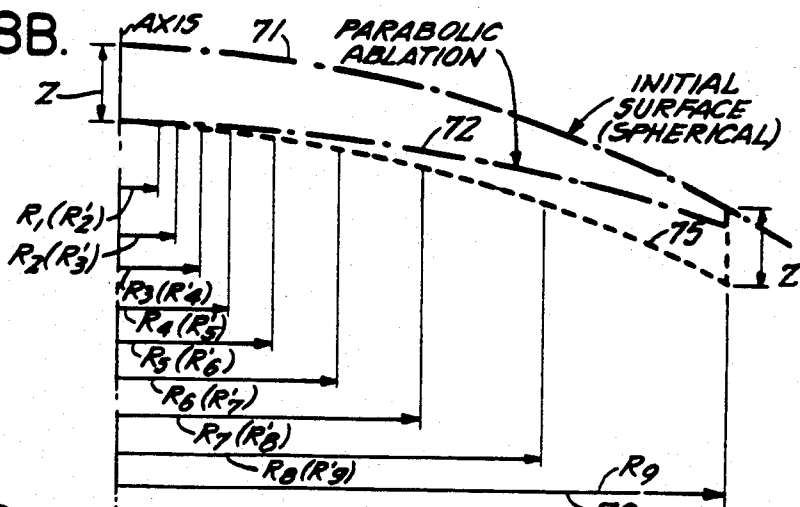 8B.
AXIS
71
PARABOLIC
ABLATION
INITIAL
SURFACE
(SPHERICAL)
Z
72
75
Z
R1 (R'2)
R2 (R'3)
R3 (R'4)
R4 (R'5)
R5 (R'6)
R6 (R'7)
R7 (R'8)
R8 (R'9)
R9